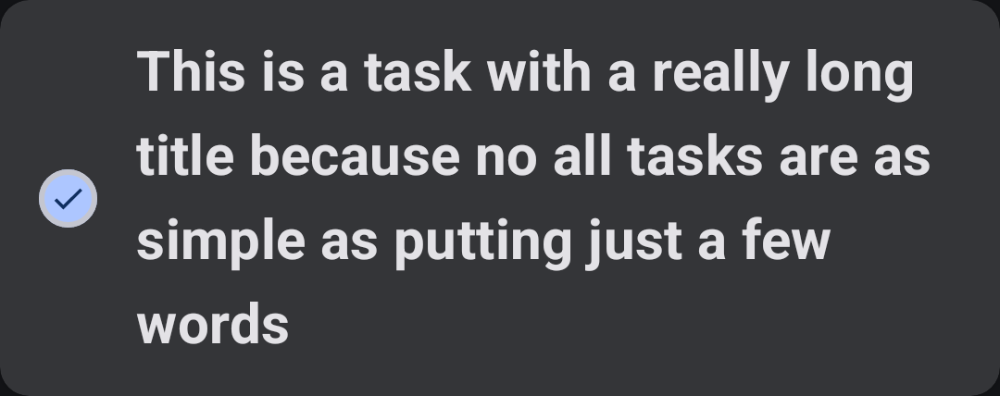 This is a task with a really long
title because no all tasks are as
simple as putting just a few
words